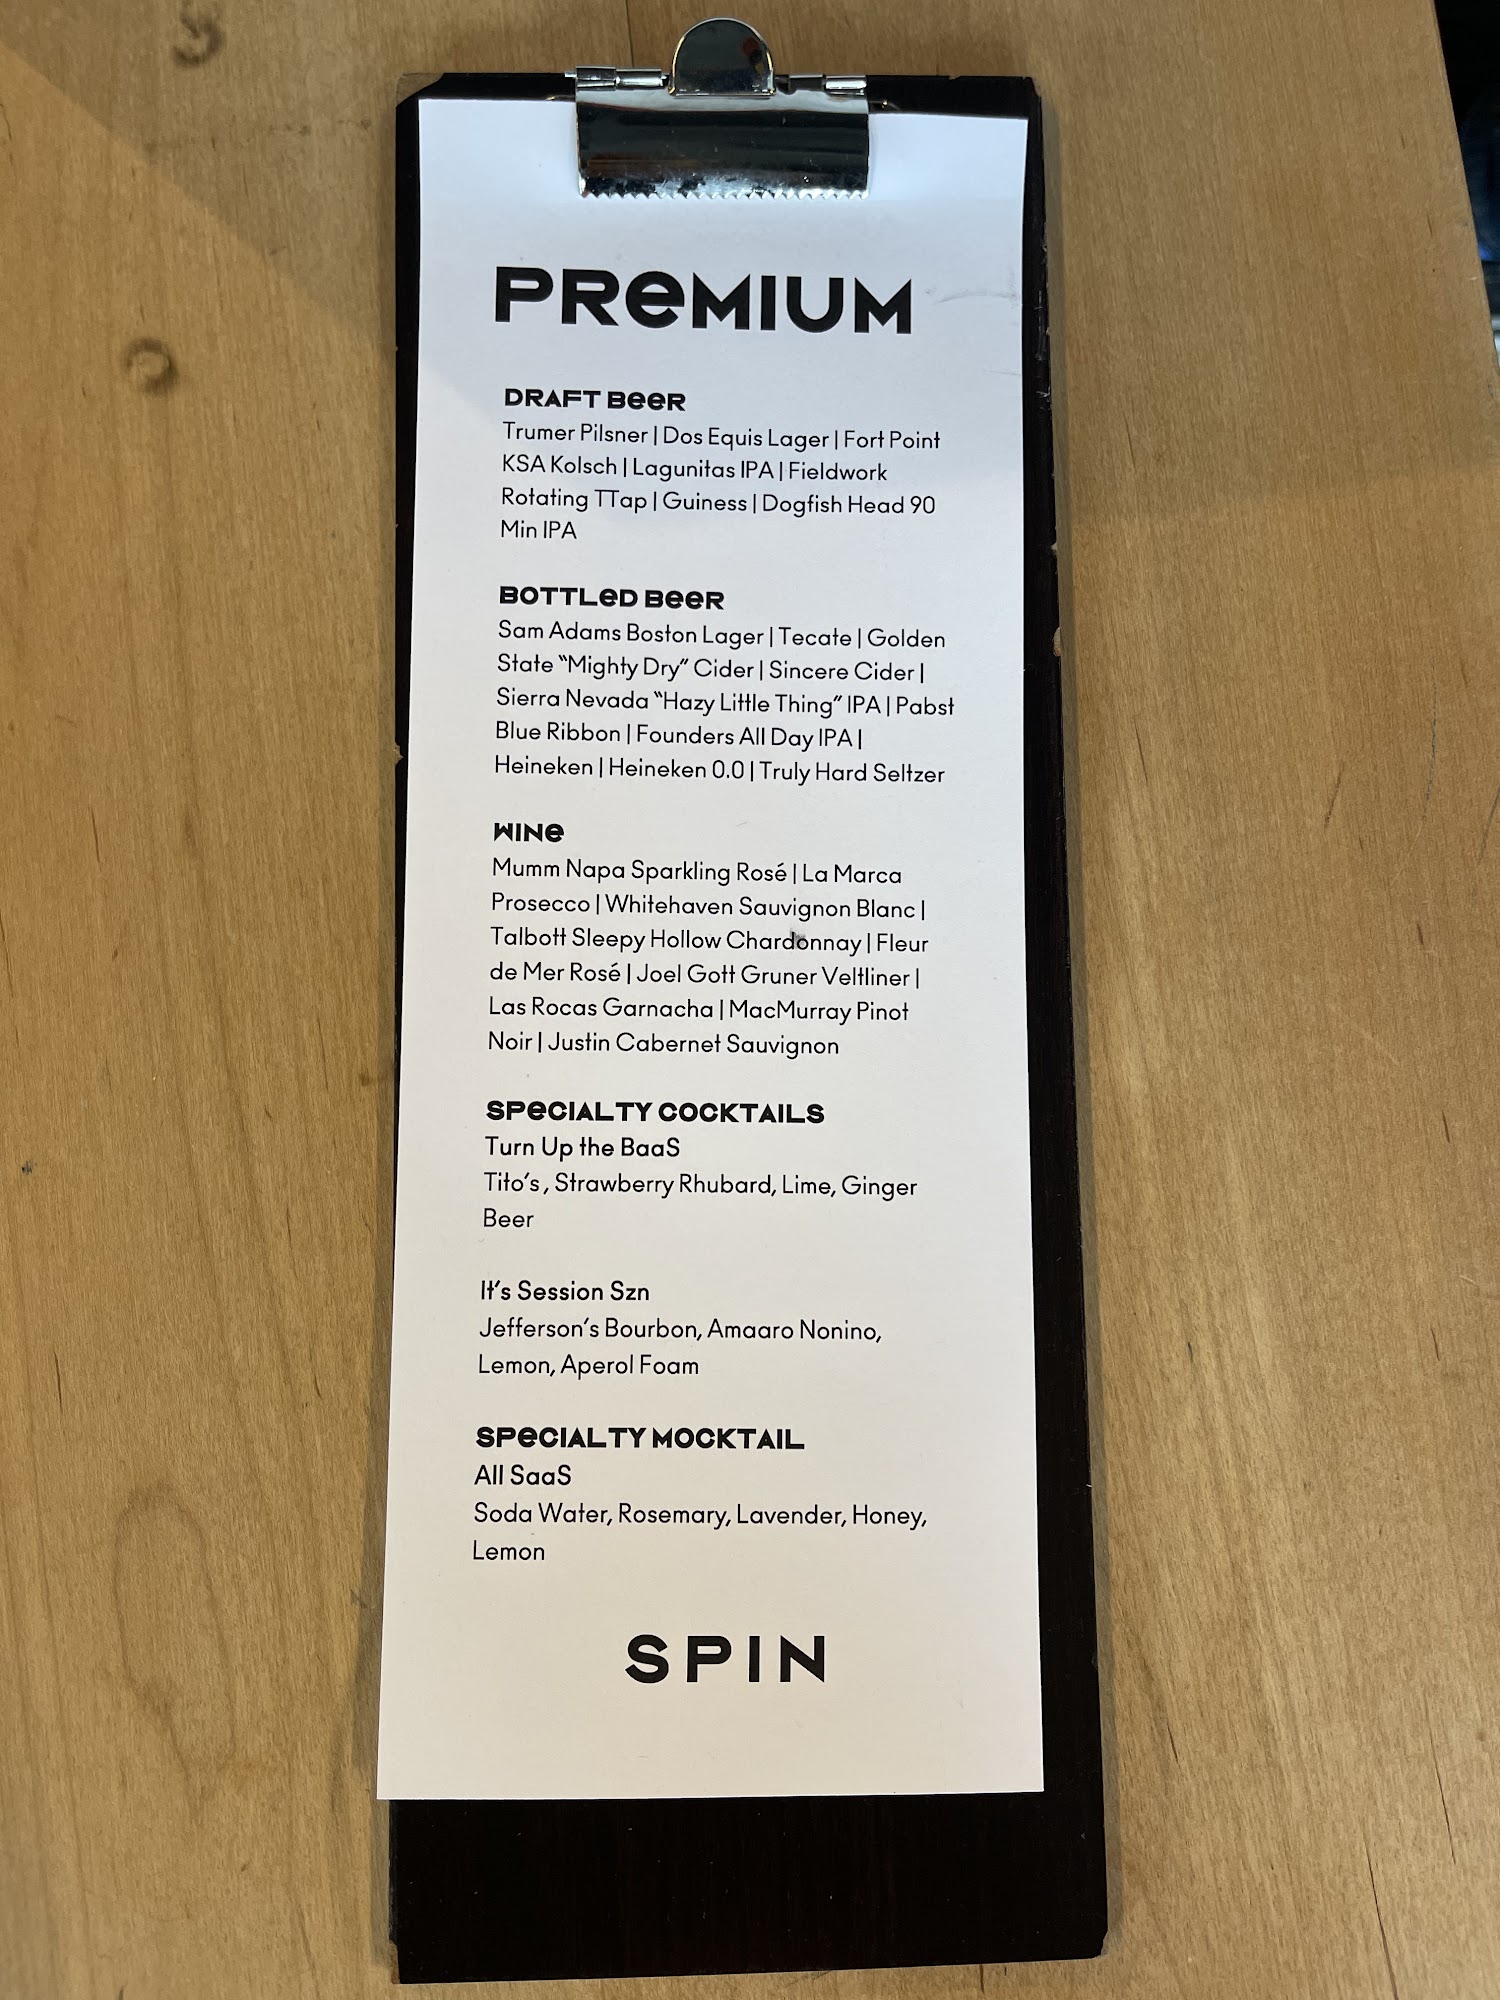 PREMIUM
DRAFT BEER
Trumer Pilsner | Dos Equis Lager | Fort Point
KSA Kolsch | Lagunitas IPA | Fieldwork
Rotating TTap | Guiness | Dogfish Head 90
Min IPA
BOTTLED BEER
Sam Adams Boston Lager | Tecate | Golden
State “Mighty Dry” Cider | Sincere Cider |
Sierra Nevada “Hazy Little Thing” IPA | Pabst
Blue Ribbon | Founders All Day IPA |
Heineken | Heineken 0.0 | Truly Hard Seltzer
WINE
Mumm Napa Sparkling Rosé | La Marca
Prosecco | Whitehaven Sauvignon Blanc |
Talbott Sleepy Hollow Chardonnay | Fleur
de Mer Rosé | Joel Gott Gruner Veltliner |
Las Rocas Garnacha | MacMurray Pinot
Noir | Justin Cabernet Sauvignon
SPECIALTY COCKTAILS
Turn Up the BaaS
Tito’s , Strawberry Rhubard, Lime, Ginger
Beer
It’s Session Szn
Jefferson’s Bourbon, Amaaro Nonino,
Lemon, Aperol Foam
SPECIALTY MOCKTAIL
All SaaS
Soda Water, Rosemary, Lavender, Honey,
Lemon
SPIN